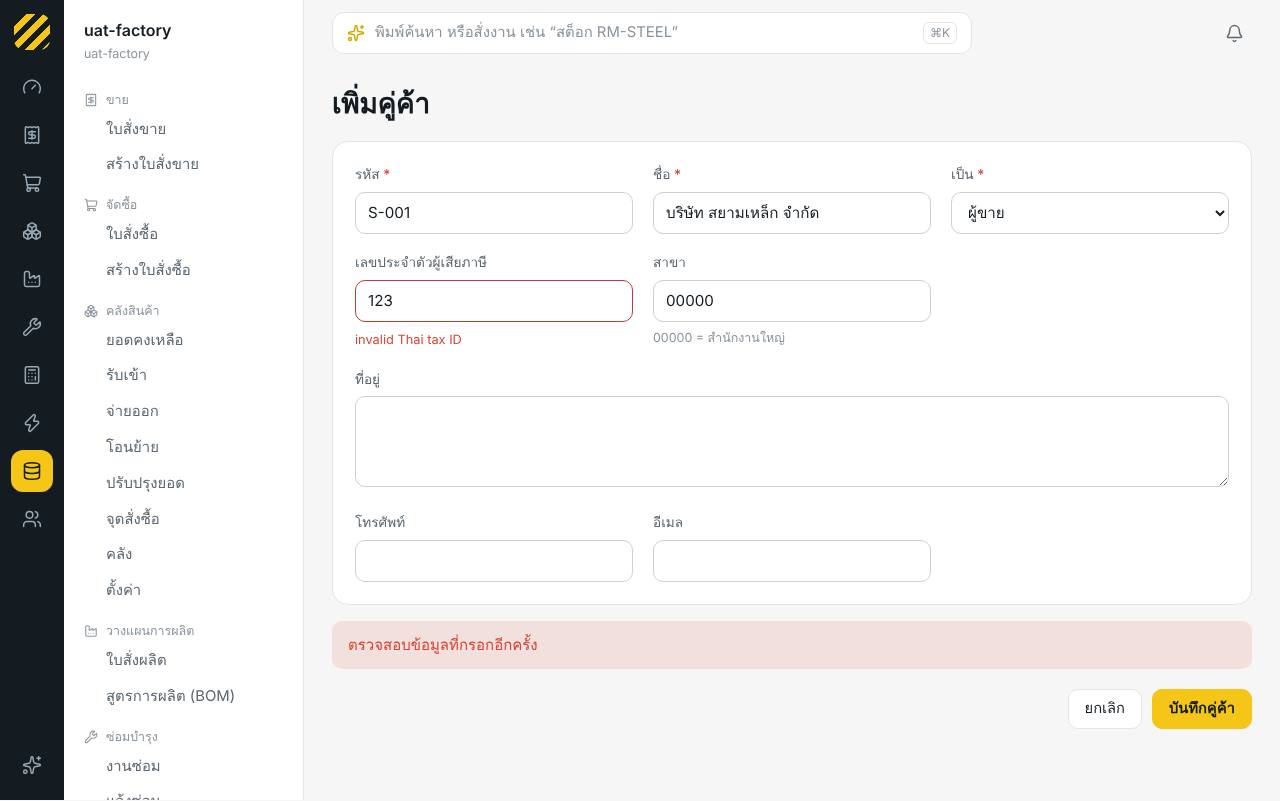 uat-factory
uat-factory
ขาย
ใบสั่งขาย
สร้างใบสั่งขาย
จัดซื้อ
ใบสั่งซื้อ
สร้างใบสั่งซื้อ
คลังสินค้า
ยอดคงเหลือ
รับเข้า
จ่ายออก
โอนย้าย
ปรับปรุงยอด
จุดสั่งซื้อ
คลัง
ตั้งค่า
วางแผนการผลิต
ใบสั่งผลิต
สูตรการผลิต (BOM)
ซ่อมบำรุง
งานซ่อม
พิมพ์ค้นหา หรือสั่งงาน เช่น “สต็อก RM-STEEL”
⌘K
เพิ่มคู่ค้า
รหัส *
ชื่อ *
เป็น *
S-001
บริษัท สยามเหล็ก จำกัด
ผู้ขาย
เลขประจำตัวผู้เสียภาษี
สาขา
123
00000
invalid Thai tax ID
00000 = สำนักงานใหญ่
ที่อยู่
โทรศัพท์
อีเมล
ตรวจสอบข้อมูลที่กรอกอีกครั้ง
ยกเลิก
บันทึกคู่ค้า